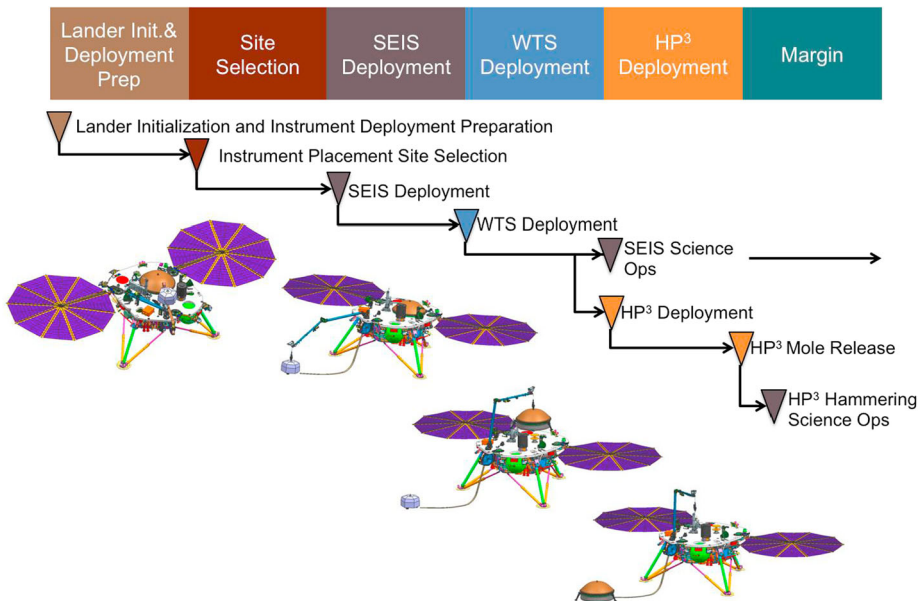 Lander Init.&
Deployment
Prep
Site
Selection
SEIS
Deployment
WTS
Deployment
HP³
Deployment
Margin
Lander Initialization and Instrument Deployment Preparation
Instrument Placement Site Selection
SEIS Deployment
WTS Deployment
SEIS Science
Ops
HP³ Deployment
HP³ Mole Release
HP³ Hammering
Science Ops